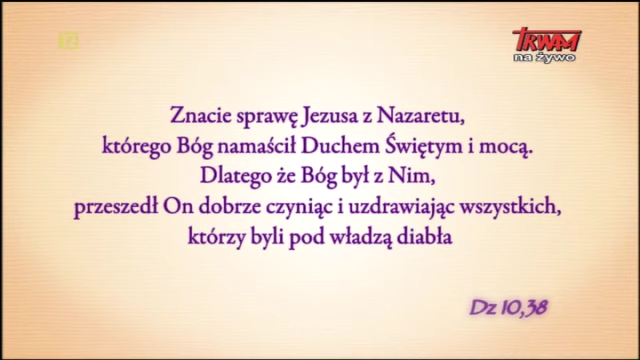 12
TRWAM
na żywo
Znacie sprawę Jezusa z Nazaretu,
którego Bóg namaścił Duchem Świętym i mocą.
Dlatego że Bóg był z Nim,
przeszedł On dobrze czyniąc i uzdrawiając wszystkich,
którzy byli pod władzą diabła
Dz 10,38